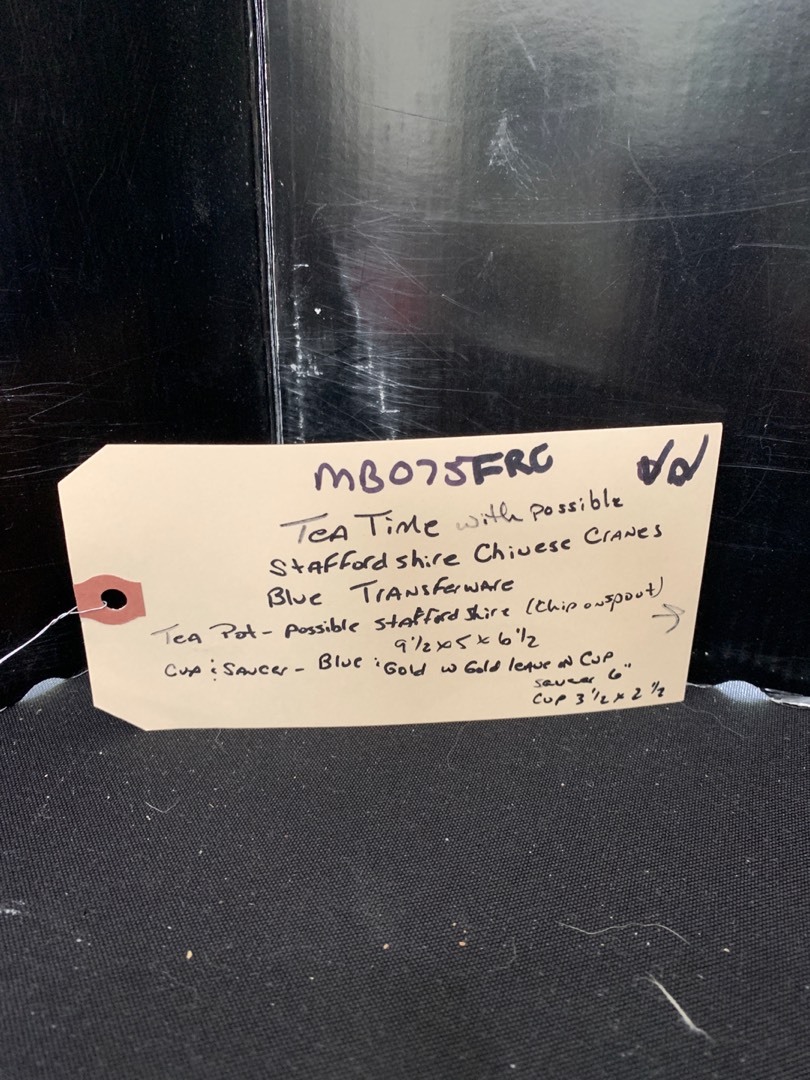 MB075FRC
Tea Time with possible
Staffordshire Chinese Cranes
Blue Transferware
Tea Pot - Possible Staffordshire (Chip on spout) →
9 1/2 x 5 x 6 1/2
Cup & Saucer - Blue & Gold w Gold leave on Cup
saucer 6"
Cup 3 1/2 x 2 1/2